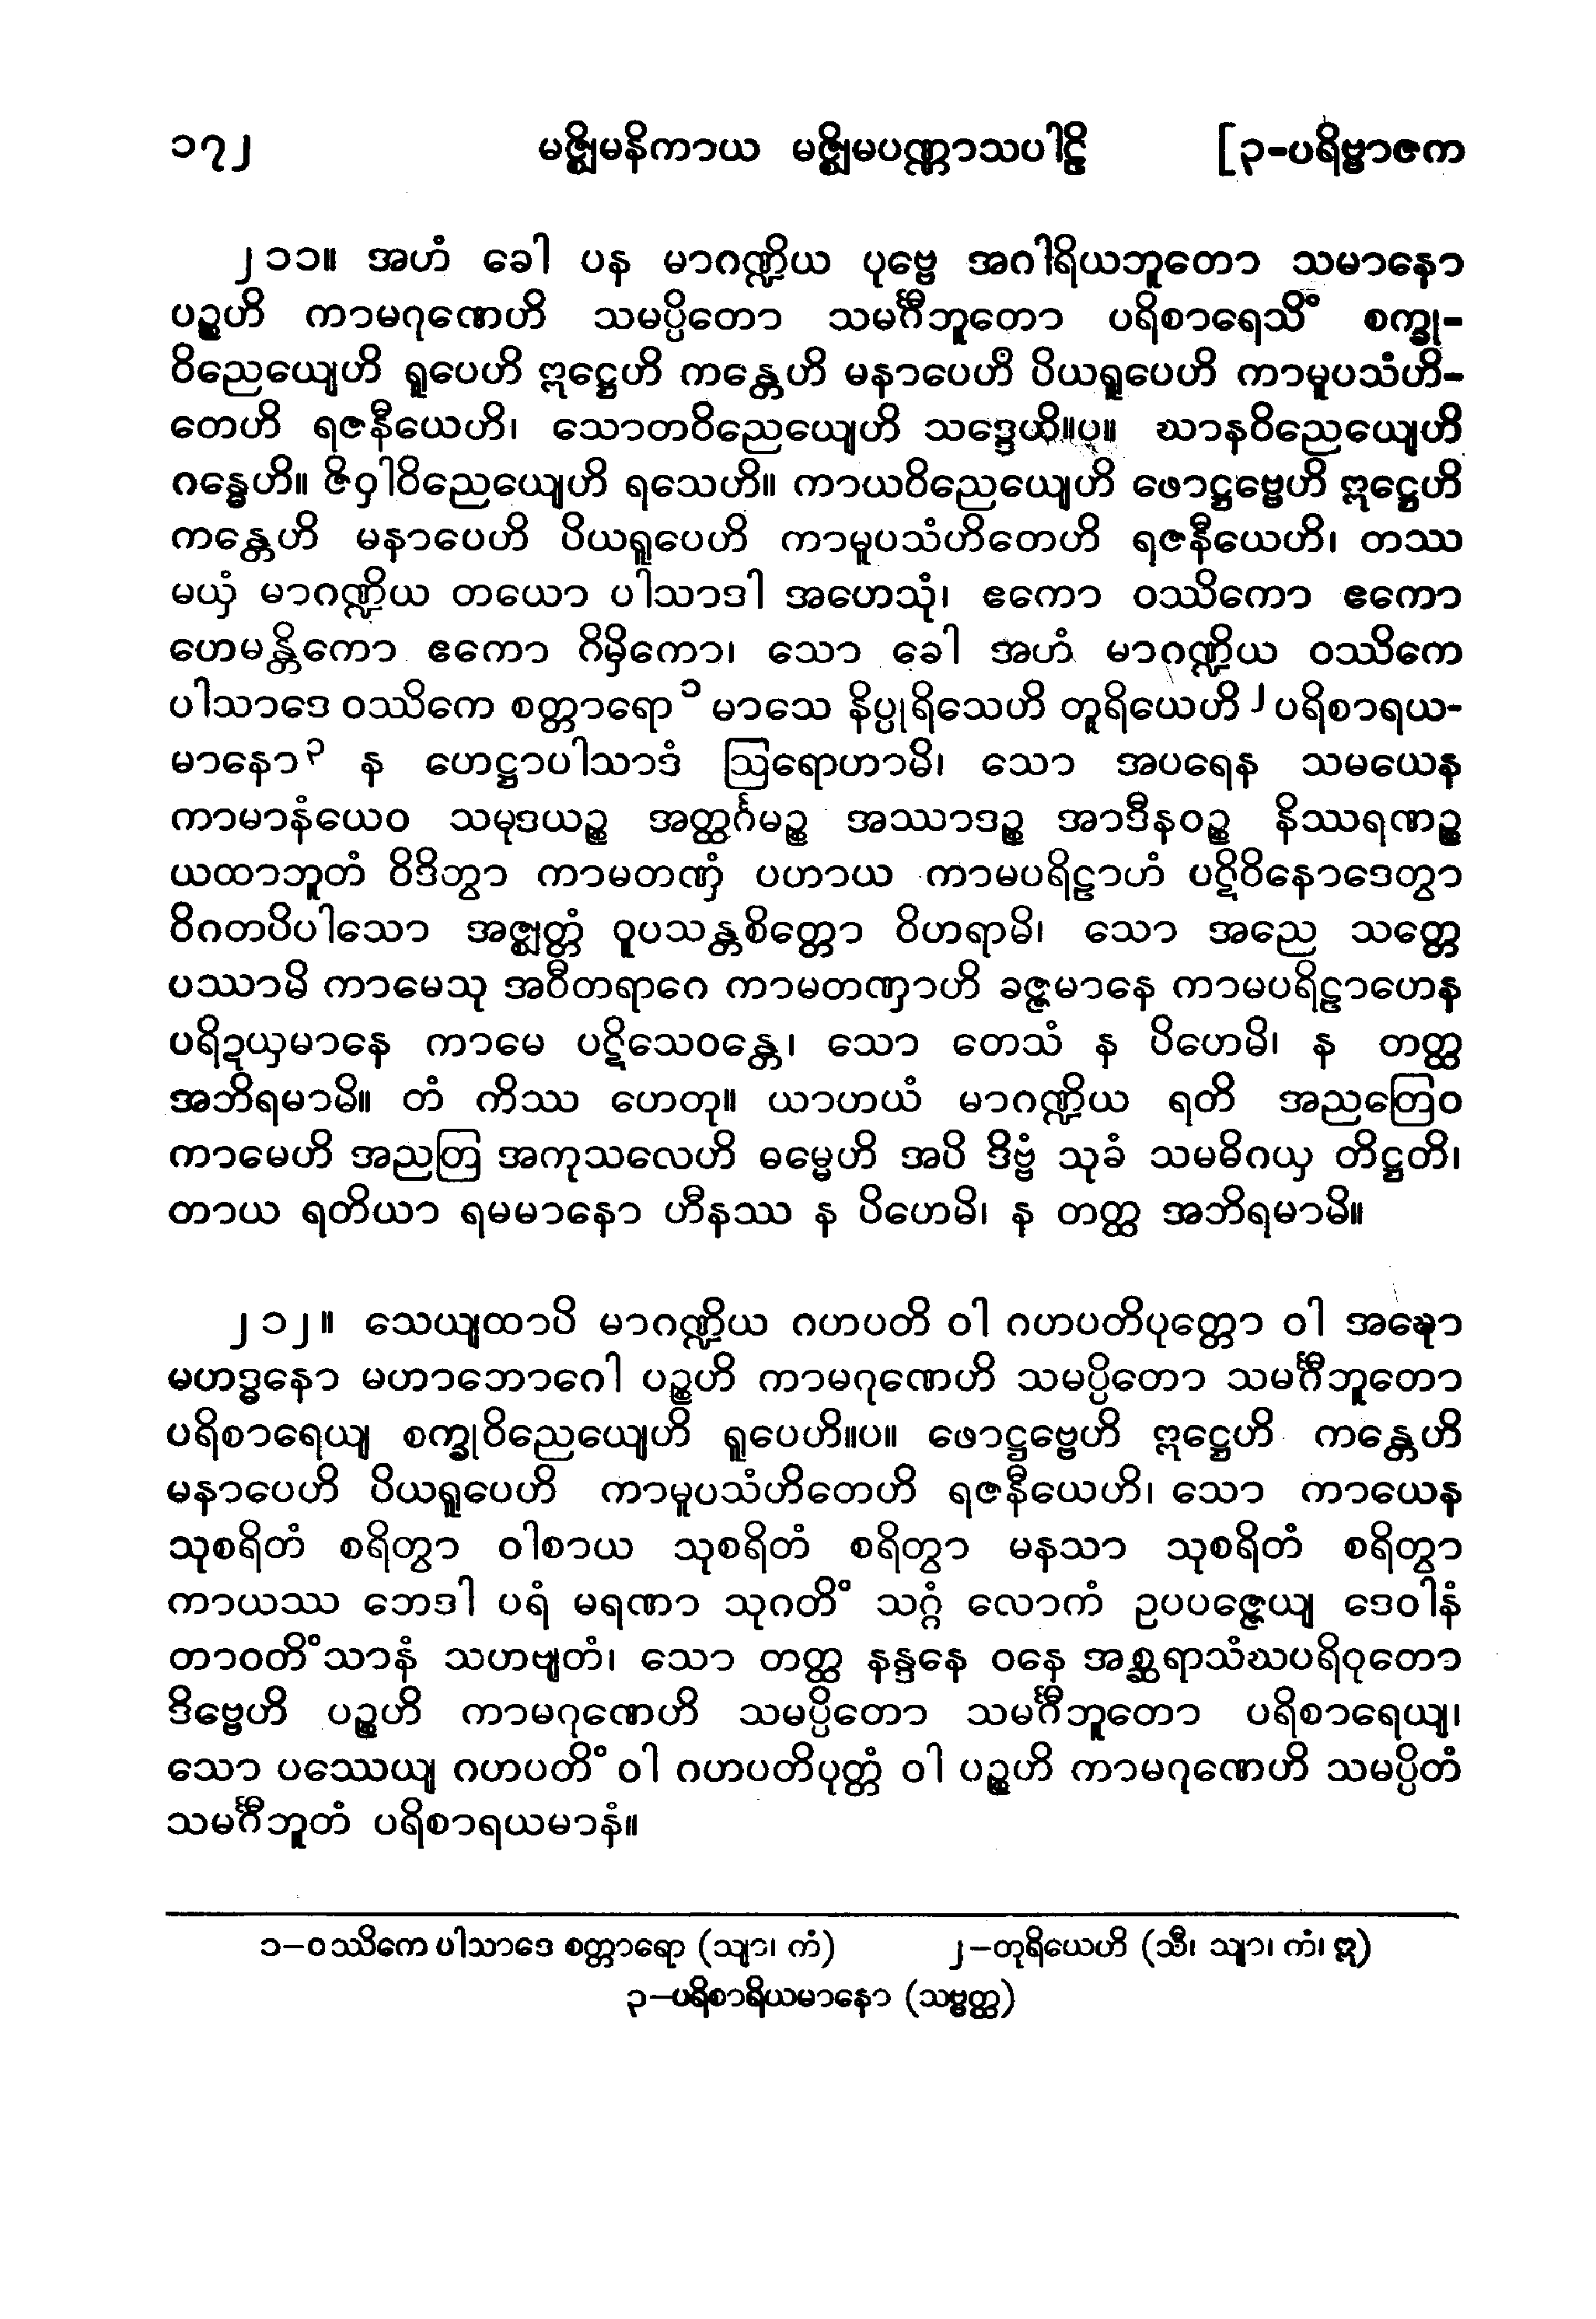 ၁၇၂ မဇ္ဈိမနိကာယ မဇ္ဈိမပဏ္ဏာသပါဠိ [၃-ပရိဗ္ဗာဇက
၂၁၁။ အဟံ ခေါ ပန မာဂဏ္ဍိယ ပုဗ္ဗေ အဂါရိယဘူတော သမာနော
ပဉ္စဟိ ကာမဂုဏေဟိ သမပ္ပိတော သမင်္ဂီဘူတော ပရိစာရေသိံ စက္ခု-
ဝိညေယျေဟိ ရူပေဟိ ဣဋ္ဌေဟိ ကန္တေဟိ မနာပေဟိ ပိယရူပေဟိ ကာမူပသံဟိ-
တေဟိ ရဇနီယေဟိ၊ သောတဝိညေယျေဟိ သဒ္ဒေဟိ။ပ။ ဃာနဝိညေယျေဟိ
ဂန္ဓေဟိ။ ဇိဝှါဝိညေယျေဟိ ရသေဟိ။ ကာယဝိညေယျေဟိ ဖောဋ္ဌဗ္ဗေဟိ ဣဋ္ဌေဟိ
ကန္တေဟိ မနာပေဟိ ပိယရူပေဟိ ကာမူပသံဟိတေဟိ ရဇနီယေဟိ၊ တဿ
မယှံ မာဂဏ္ဍိယ တယော ပါသာဒါ အဟေသုံ၊ ဧကော ဝဿိကော ဧကော
ဟေမန္တိကော ဧကော ဂိမှိကော၊ သော ခေါ အဟံ မာဂဏ္ဍိယ ဝဿိကေ
ပါသာဒေ ဝဿိကေ စတ္တာရော၁ မာသေ နိပ္ပုရိသေဟိ တူရိယေဟိ၂ ပရိစာရယ-
မာနော၃ န ဟေဋ္ဌာပါသာဒံ ဩရောဟာမိ၊ သော အပရေန သမယေန
ကာမာနံယေဝ သမုဒယဉ္စ အတ္ထင်္ဂမဉ္စ အဿာဒဉ္စ အာဒီနဝဉ္စ နိဿရဏဉ္စ
ယထာဘူတံ ဝိဒိတွာ ကာမတဏှံ ပဟာယ ကာမပရိဠာဟံ ပဋိဝိနောဒေတွာ
ဝိဂတပိပါသော အဇ္ဈတ္တံ ဝူပသန္တစိတ္တော ဝိဟရာမိ၊ သော အညေ သတ္တေ
ပဿာမိ ကာမေသု အဝီတရာဂေ ကာမတဏှာဟိ ခဇ္ဇမာနေ ကာမပရိဠာဟေန
ပရိဍယှမာနေ ကာမေ ပဋိသေဝန္တေ၊ သော တေသံ န ပိဟေမိ၊ န တတ္ထ
အဘိရမာမိ။ တံ ကိဿ ဟေတု။ ယာဟယံ မာဂဏ္ဍိယ ရတိ အညတြေဝ
ကာမေဟိ အညတြ အကုသလေဟိ ဓမ္မေဟိ အပိ ဒိဗ္ဗံ သုခံ သမဓိဂယှ တိဋ္ဌတိ၊
တာယ ရတိယာ ရမမာနော ဟီနဿ န ပိဟေမိ၊ န တတ္ထ အဘိရမာမိ။
၂၁၂။ သေယျထာပိ မာဂဏ္ဍိယ ဂဟပတိ ဝါ ဂဟပတိပုတ္တော ဝါ အဍ္ဎော
မဟဒ္ဓနော မဟာဘောဂေါ ပဉ္စဟိ ကာမဂုဏေဟိ သမပ္ပိတော သမင်္ဂီဘူတော
ပရိစာရေယျ စက္ခုဝိညေယျေဟိ ရူပေဟိ။ပ။ ဖောဋ္ဌဗ္ဗေဟိ ဣဋ္ဌေဟိ ကန္တေဟိ
မနာပေဟိ ပိယရူပေဟိ ကာမူပသံဟိတေဟိ ရဇနီယေဟိ၊ သော ကာယေန
သုစရိတံ စရိတွာ ဝါစာယ သုစရိတံ စရိတွာ မနသာ သုစရိတံ စရိတွာ
ကာယဿ ဘေဒါ ပရံ မရဏာ သုဂတိံ သဂ္ဂံ လောကံ ဥပပဇ္ဇေယျ ဒေဝါနံ
တာဝတိံသာနံ သဟဗျတံ၊ သော တတ္ထ နန္ဒနေ ဝနေ အစ္ဆရာသံဃပရိဝုတော
ဒိဗ္ဗေဟိ ပဉ္စဟိ ကာမဂုဏေဟိ သမပ္ပိတော သမင်္ဂီဘူတော ပရိစာရေယျ၊
သော ပဿေယျ ဂဟပတိံ ဝါ ဂဟပတိပုတ္တံ ဝါ ပဉ္စဟိ ကာမဂုဏေဟိ သမပ္ပိတံ
သမင်္ဂီဘူတံ ပရိစာရယမာနံ။
၁-ဝဿိကေ ပါသာဒေ စတ္တာရော (သျာ၊ ကံ) ၂-တုရိယေဟိ (သီ၊ သျာ၊ ကံ၊ ဣ)
၃-ပရိစာရိယမာနော (သဗ္ဗတ္ထ)